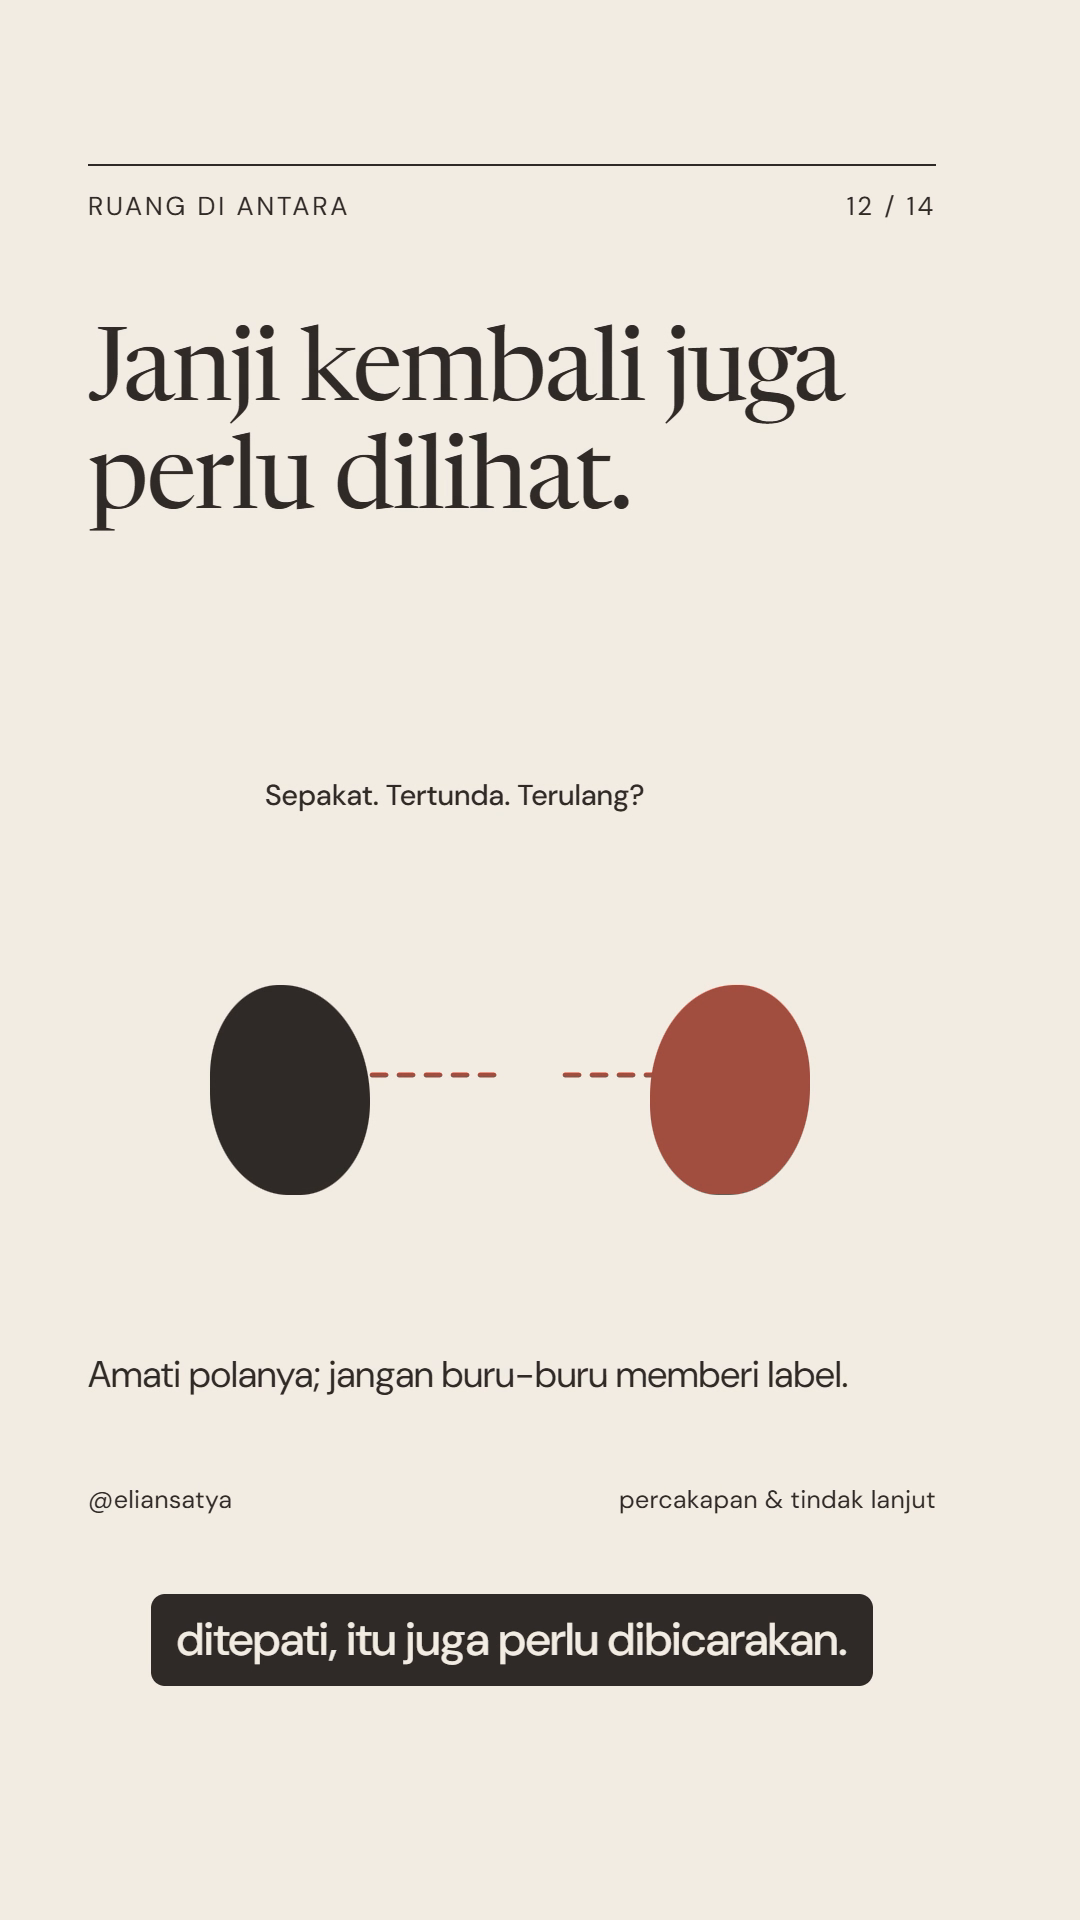 RUANG DI ANTARA
12 / 14
Janji kembali juga
perlu dilihat.
Sepakat. Tertunda. Terulang?
Amati polanya; jangan buru-buru memberi label.
@eliansatya
percakapan & tindak lanjut
ditepati, itu juga perlu dibicarakan.